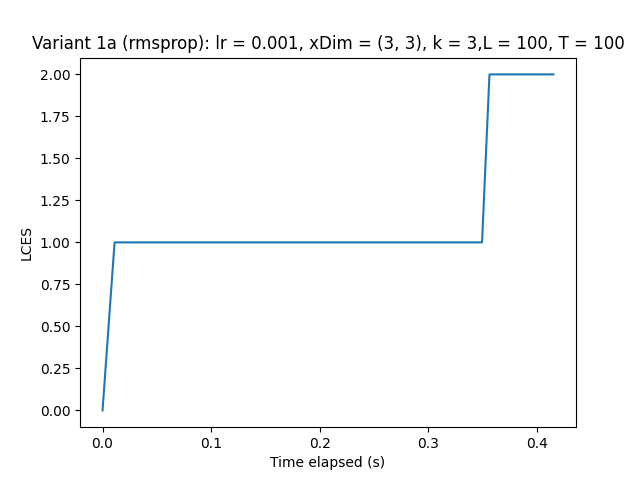 Variant 1a (rmsprop): lr = 0.001, xDim = (3, 3), k = 3,L = 100, T = 100
2.00
1.75
1.50
1.25
1.00
0.75
0.50
0.25
0.00
LCES
0.0 0.1 0.2 0.3 0.4
Time elapsed (s)